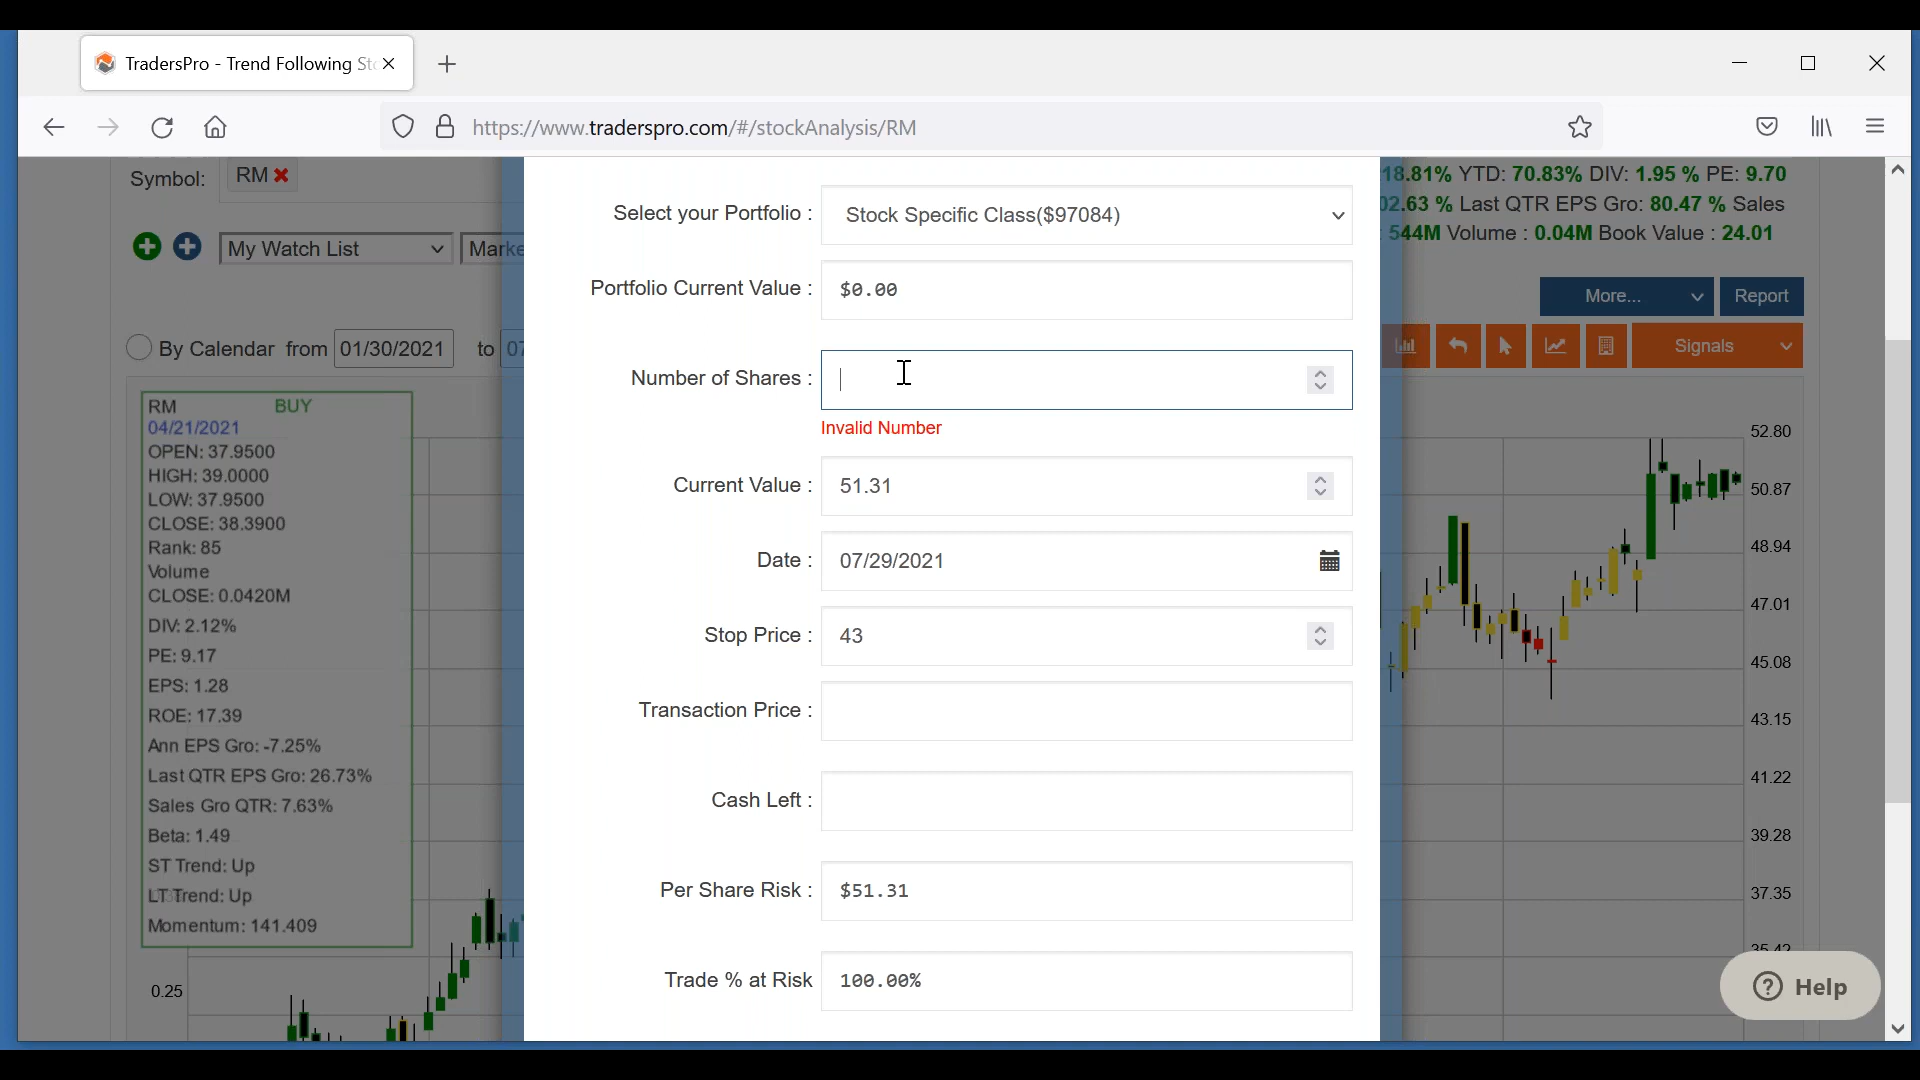 TradersPro - Trend Following St
https://www.traderspro.com/#/stockAnalysis/RM
Symbol: RM
18.81% YTD: 70.83% DIV: 1.95 % PE: 9.70
02.63 % Last QTR EPS Gro: 80.47 % Sales
544M Volume : 0.04M Book Value : 24.01
My Watch List
Marke
More...
Report
By Calendar from 01/30/2021 to 07
Signals
RM BUY
04/21/2021
OPEN: 37.9500
HIGH: 39.0000
LOW: 37.9500
CLOSE: 38.3900
Rank: 85
Volume
CLOSE: 0.0420M
DIV: 2.12%
PE: 9.17
EPS: 1.28
ROE: 17.39
Ann EPS Gro: -7.25%
Last QTR EPS Gro: 26.73%
Sales Gro QTR: 7.63%
Beta: 1.49
ST Trend: Up
LT Trend: Up
Momentum: 141.409
0.25
Select your Portfolio : Stock Specific Class($97084)
Portfolio Current Value : $0.00
Number of Shares :
Invalid Number
Current Value : 51.31
Date : 07/29/2021
Stop Price : 43
Transaction Price :
Cash Left :
Per Share Risk : $51.31
Trade % at Risk 100.00%
52.80
50.87
48.94
47.01
45.08
43.15
41.22
39.28
37.35
35.42
Help